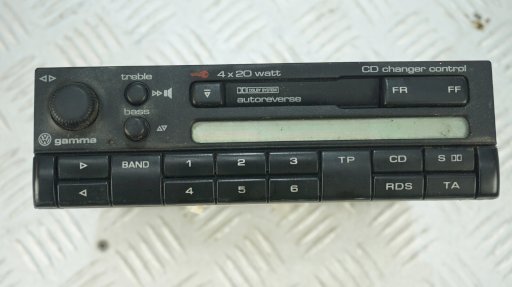 treble
4 x 20 watt
CD changer control
DOLBY SYSTEM
FR
FF
autoreverse
bass
gamma
BAND
1
2
3
TP
CD
S
4
5
6
RDS
TA